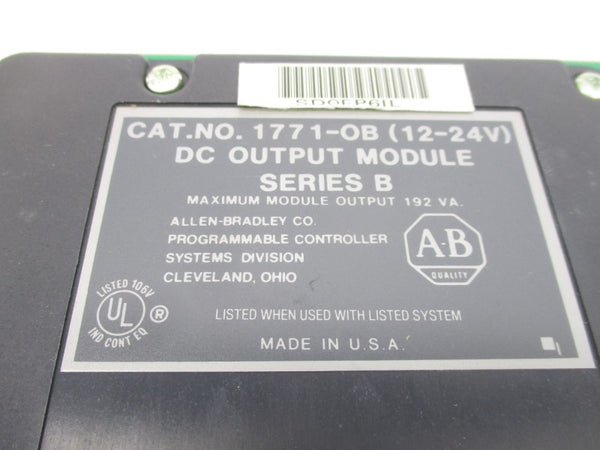 CAT.NO. 1771-OB (12-24V)
DC OUTPUT MODULE
SERIES B
MAXIMUM MODULE OUTPUT 192 VA.
ALLEN-BRADLEY CO.
PROGRAMMABLE CONTROLLER
SYSTEMS DIVISION
CLEVELAND, OHIO
A-B
QUALITY
LISTED 106V
UL ®
IND CONT EQ
LISTED WHEN USED WITH LISTED SYSTEM
MADE IN U.S.A.